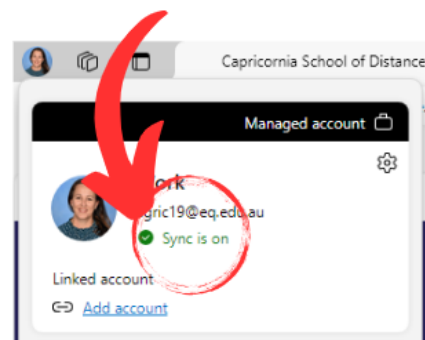 Capricornia School of Distance
Managed account
ork
gric19@eq.edu.au
Sync is on
Linked account
Add account